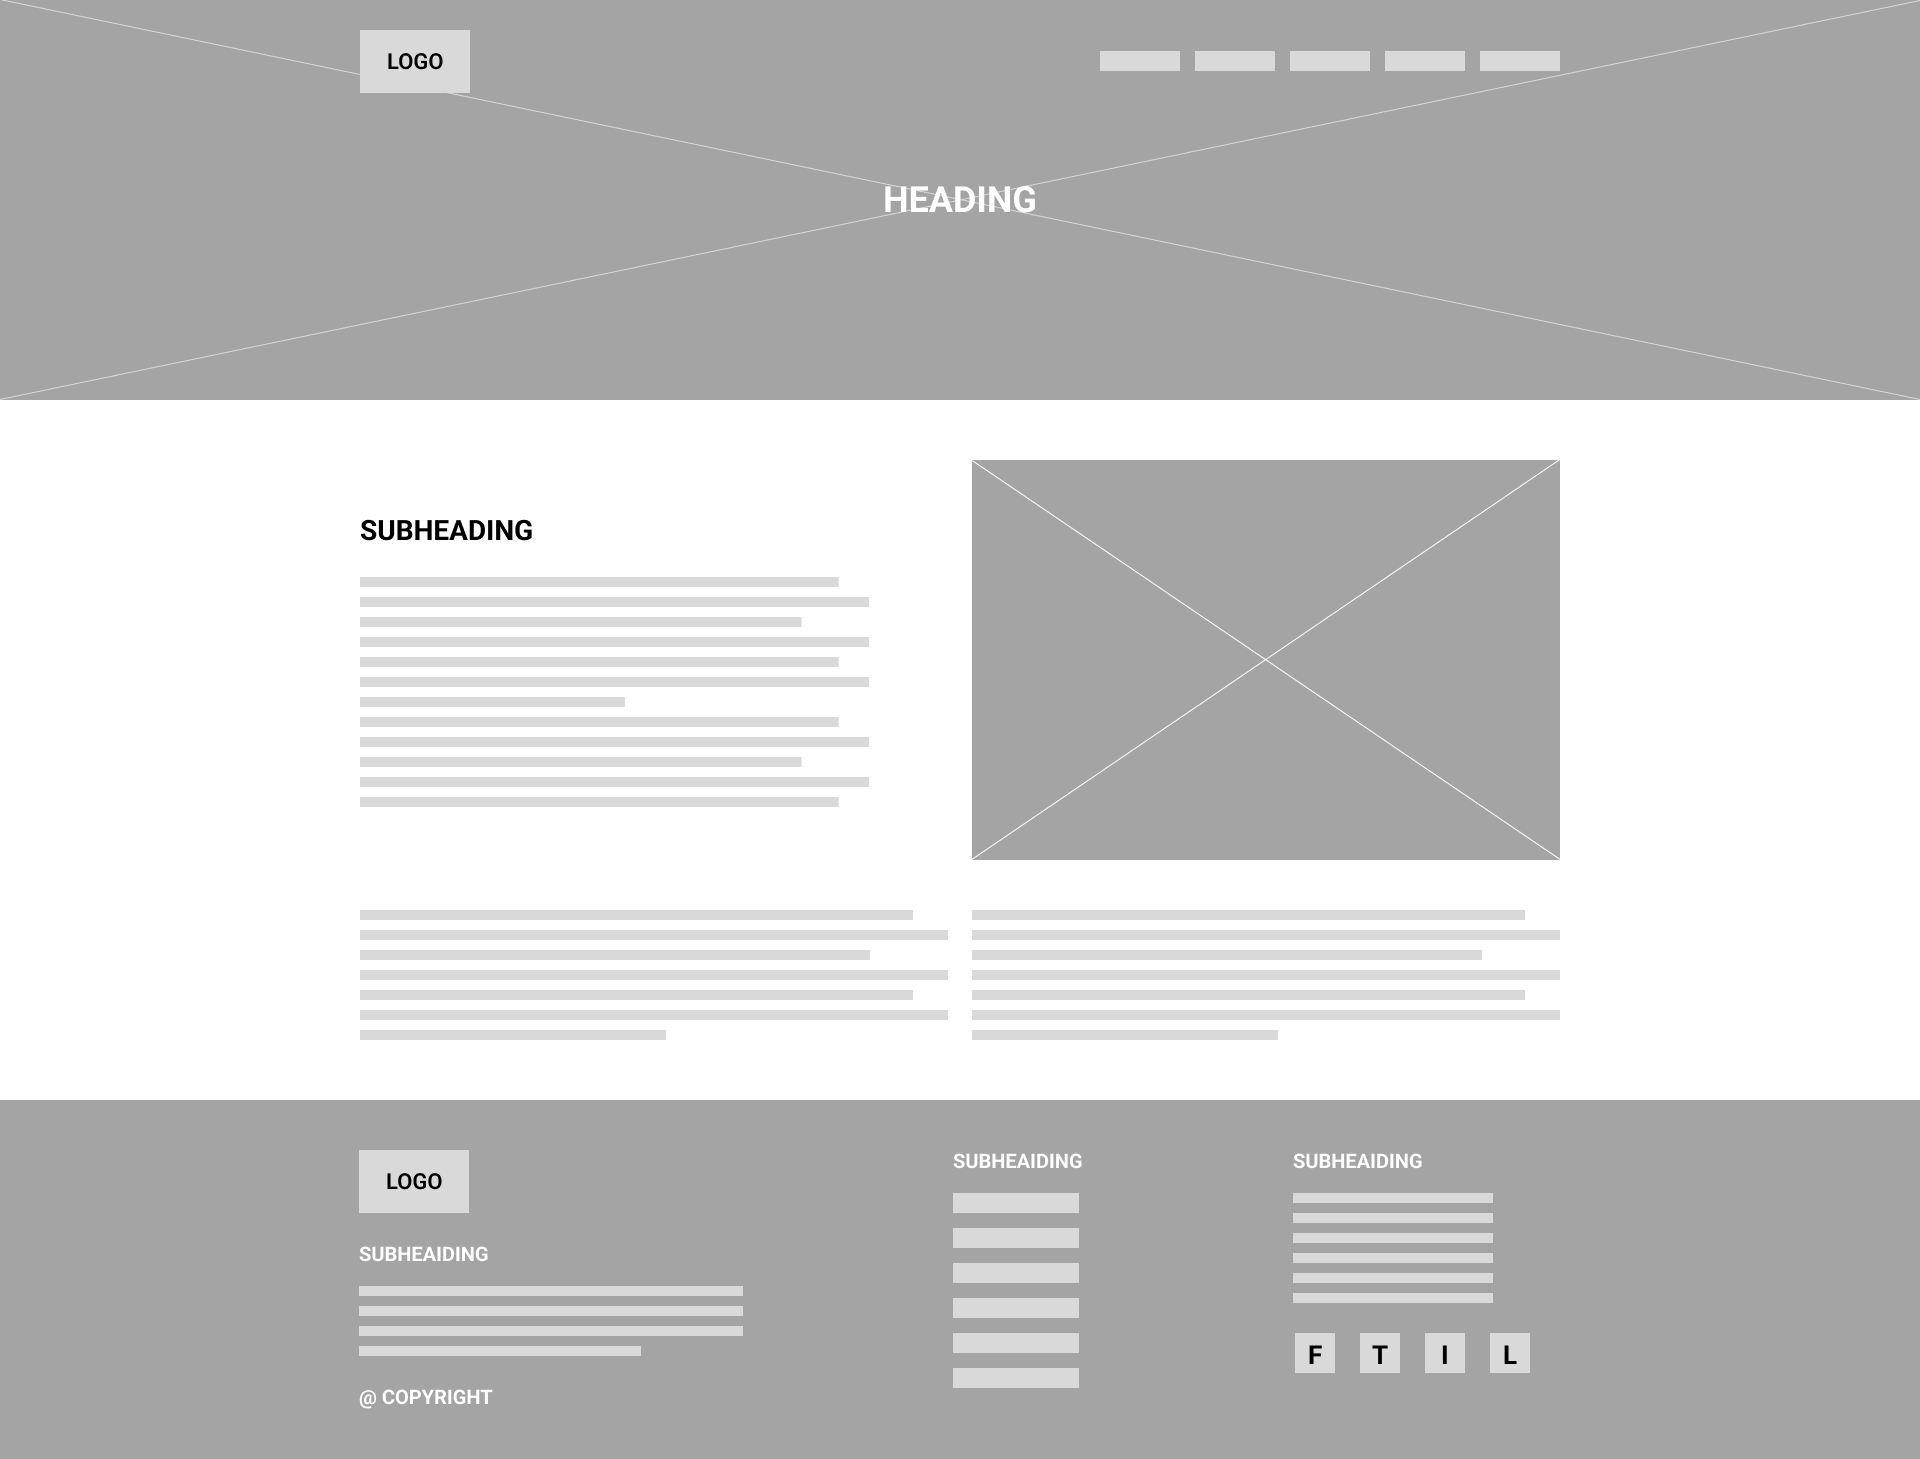 LOGO
HEADING
SUBHEADING
LOGO
SUBHEAIDING
@ COPYRIGHT
SUBHEAIDING
SUBHEAIDING
F T I L